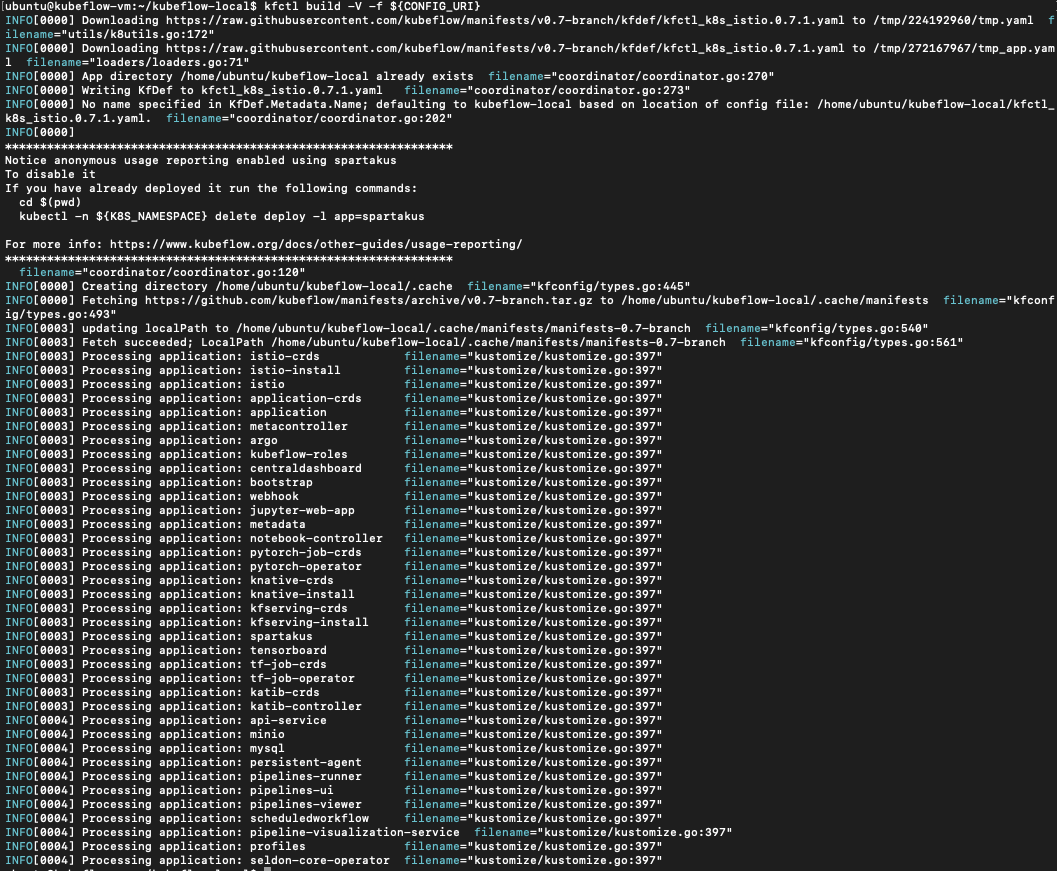 [ubuntu@kubeflow-vm:~/kubeflow-local$ kfctl build -V -f ${CONFIG_URI}
INFO[0000] Downloading https://raw.githubusercontent.com/kubeflow/manifests/v0.7-branch/kfdef/kfctl_k8s_istio.0.7.1.yaml to /tmp/224192960/tmp.yaml  f
ilename="utils/k8utils.go:172"
INFO[0000] Downloading https://raw.githubusercontent.com/kubeflow/manifests/v0.7-branch/kfdef/kfctl_k8s_istio.0.7.1.yaml to /tmp/272167967/tmp_app.yam
l  filename="loaders/loaders.go:71"
INFO[0000] App directory /home/ubuntu/kubeflow-local already exists  filename="coordinator/coordinator.go:270"
INFO[0000] Writing KfDef to kfctl_k8s_istio.0.7.1.yaml   filename="coordinator/coordinator.go:273"
INFO[0000] No name specified in KfDef.Metadata.Name; defaulting to kubeflow-local based on location of config file: /home/ubuntu/kubeflow-local/kfctl_
k8s_istio.0.7.1.yaml.  filename="coordinator/coordinator.go:202"
INFO[0000]
****************************************************************
Notice anonymous usage reporting enabled using spartakus
To disable it
If you have already deployed it run the following commands:
  cd $(pwd)
  kubectl -n ${K8S_NAMESPACE} delete deploy -l app=spartakus

For more info: https://www.kubeflow.org/docs/other-guides/usage-reporting/
****************************************************************
  filename="coordinator/coordinator.go:120"
INFO[0000] Creating directory /home/ubuntu/kubeflow-local/.cache  filename="kfconfig/types.go:445"
INFO[0000] Fetching https://github.com/kubeflow/manifests/archive/v0.7-branch.tar.gz to /home/ubuntu/kubeflow-local/.cache/manifests  filename="kfconf
ig/types.go:493"
INFO[0003] updating localPath to /home/ubuntu/kubeflow-local/.cache/manifests/manifests-0.7-branch  filename="kfconfig/types.go:540"
INFO[0003] Fetch succeeded; LocalPath /home/ubuntu/kubeflow-local/.cache/manifests/manifests-0.7-branch  filename="kfconfig/types.go:561"
INFO[0003] Processing application: istio-crds          filename="kustomize/kustomize.go:397"
INFO[0003] Processing application: istio-install       filename="kustomize/kustomize.go:397"
INFO[0003] Processing application: istio               filename="kustomize/kustomize.go:397"
INFO[0003] Processing application: application-crds    filename="kustomize/kustomize.go:397"
INFO[0003] Processing application: application         filename="kustomize/kustomize.go:397"
INFO[0003] Processing application: metacontroller      filename="kustomize/kustomize.go:397"
INFO[0003] Processing application: argo                filename="kustomize/kustomize.go:397"
INFO[0003] Processing application: kubeflow-roles      filename="kustomize/kustomize.go:397"
INFO[0003] Processing application: centraldashboard    filename="kustomize/kustomize.go:397"
INFO[0003] Processing application: bootstrap           filename="kustomize/kustomize.go:397"
INFO[0003] Processing application: webhook             filename="kustomize/kustomize.go:397"
INFO[0003] Processing application: jupyter-web-app     filename="kustomize/kustomize.go:397"
INFO[0003] Processing application: metadata            filename="kustomize/kustomize.go:397"
INFO[0003] Processing application: notebook-controller   filename="kustomize/kustomize.go:397"
INFO[0003] Processing application: pytorch-job-crds    filename="kustomize/kustomize.go:397"
INFO[0003] Processing application: pytorch-operator    filename="kustomize/kustomize.go:397"
INFO[0003] Processing application: knative-crds        filename="kustomize/kustomize.go:397"
INFO[0003] Processing application: knative-install     filename="kustomize/kustomize.go:397"
INFO[0003] Processing application: kfserving-crds      filename="kustomize/kustomize.go:397"
INFO[0003] Processing application: kfserving-install   filename="kustomize/kustomize.go:397"
INFO[0003] Processing application: spartakus           filename="kustomize/kustomize.go:397"
INFO[0003] Processing application: tensorboard         filename="kustomize/kustomize.go:397"
INFO[0003] Processing application: tf-job-crds         filename="kustomize/kustomize.go:397"
INFO[0003] Processing application: tf-job-operator     filename="kustomize/kustomize.go:397"
INFO[0003] Processing application: katib-crds          filename="kustomize/kustomize.go:397"
INFO[0003] Processing application: katib-controller    filename="kustomize/kustomize.go:397"
INFO[0004] Processing application: api-service         filename="kustomize/kustomize.go:397"
INFO[0004] Processing application: minio               filename="kustomize/kustomize.go:397"
INFO[0004] Processing application: mysql               filename="kustomize/kustomize.go:397"
INFO[0004] Processing application: persistent-agent    filename="kustomize/kustomize.go:397"
INFO[0004] Processing application: pipelines-runner    filename="kustomize/kustomize.go:397"
INFO[0004] Processing application: pipelines-ui        filename="kustomize/kustomize.go:397"
INFO[0004] Processing application: pipelines-viewer    filename="kustomize/kustomize.go:397"
INFO[0004] Processing application: scheduledworkflow   filename="kustomize/kustomize.go:397"
INFO[0004] Processing application: pipeline-visualization-service  filename="kustomize/kustomize.go:397"
INFO[0004] Processing application: profiles            filename="kustomize/kustomize.go:397"
INFO[0004] Processing application: seldon-core-operator  filename="kustomize/kustomize.go:397"